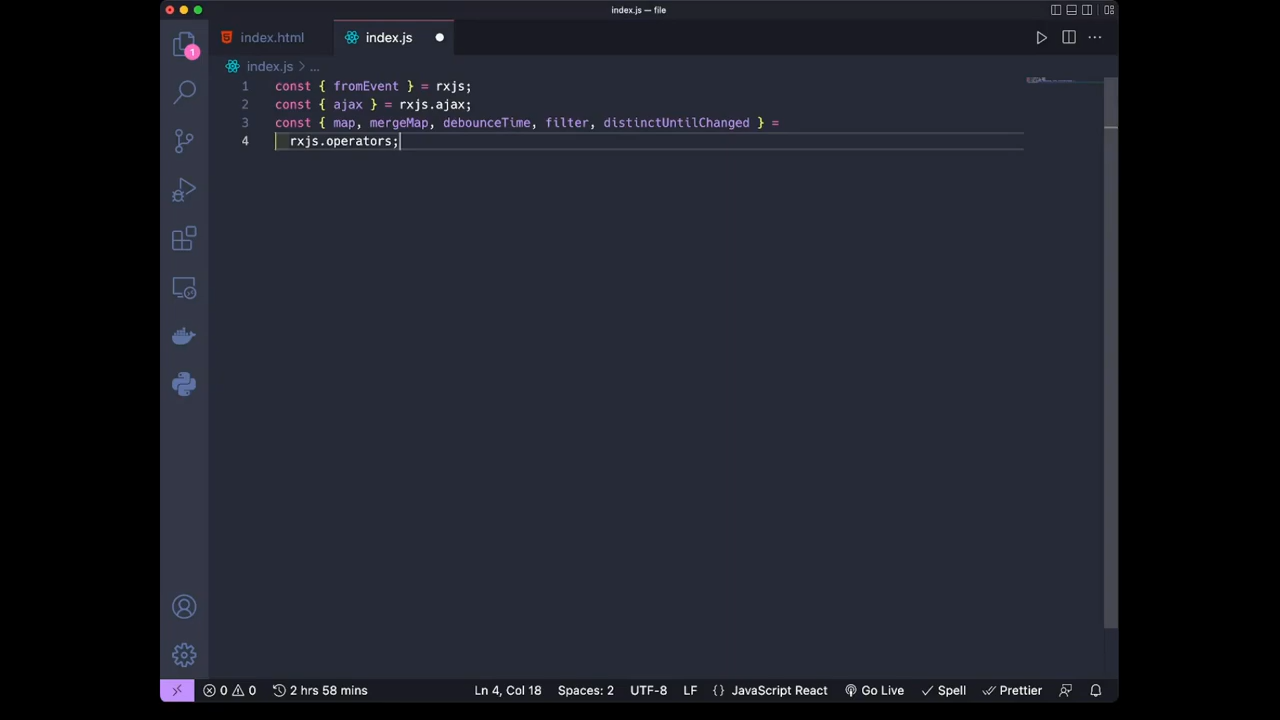 index.js — file
index.html
index.js
index.js > ...
1
1 const { fromEvent } = rxjs;
2 const { ajax } = rxjs.ajax;
3 const { map, mergeMap, debounceTime, filter, distinctUntilChanged } =
4 rxjs.operators;
0 0 2 hrs 58 mins Ln 4, Col 18 Spaces: 2 UTF-8 LF {} JavaScript React Go Live Spell Prettier